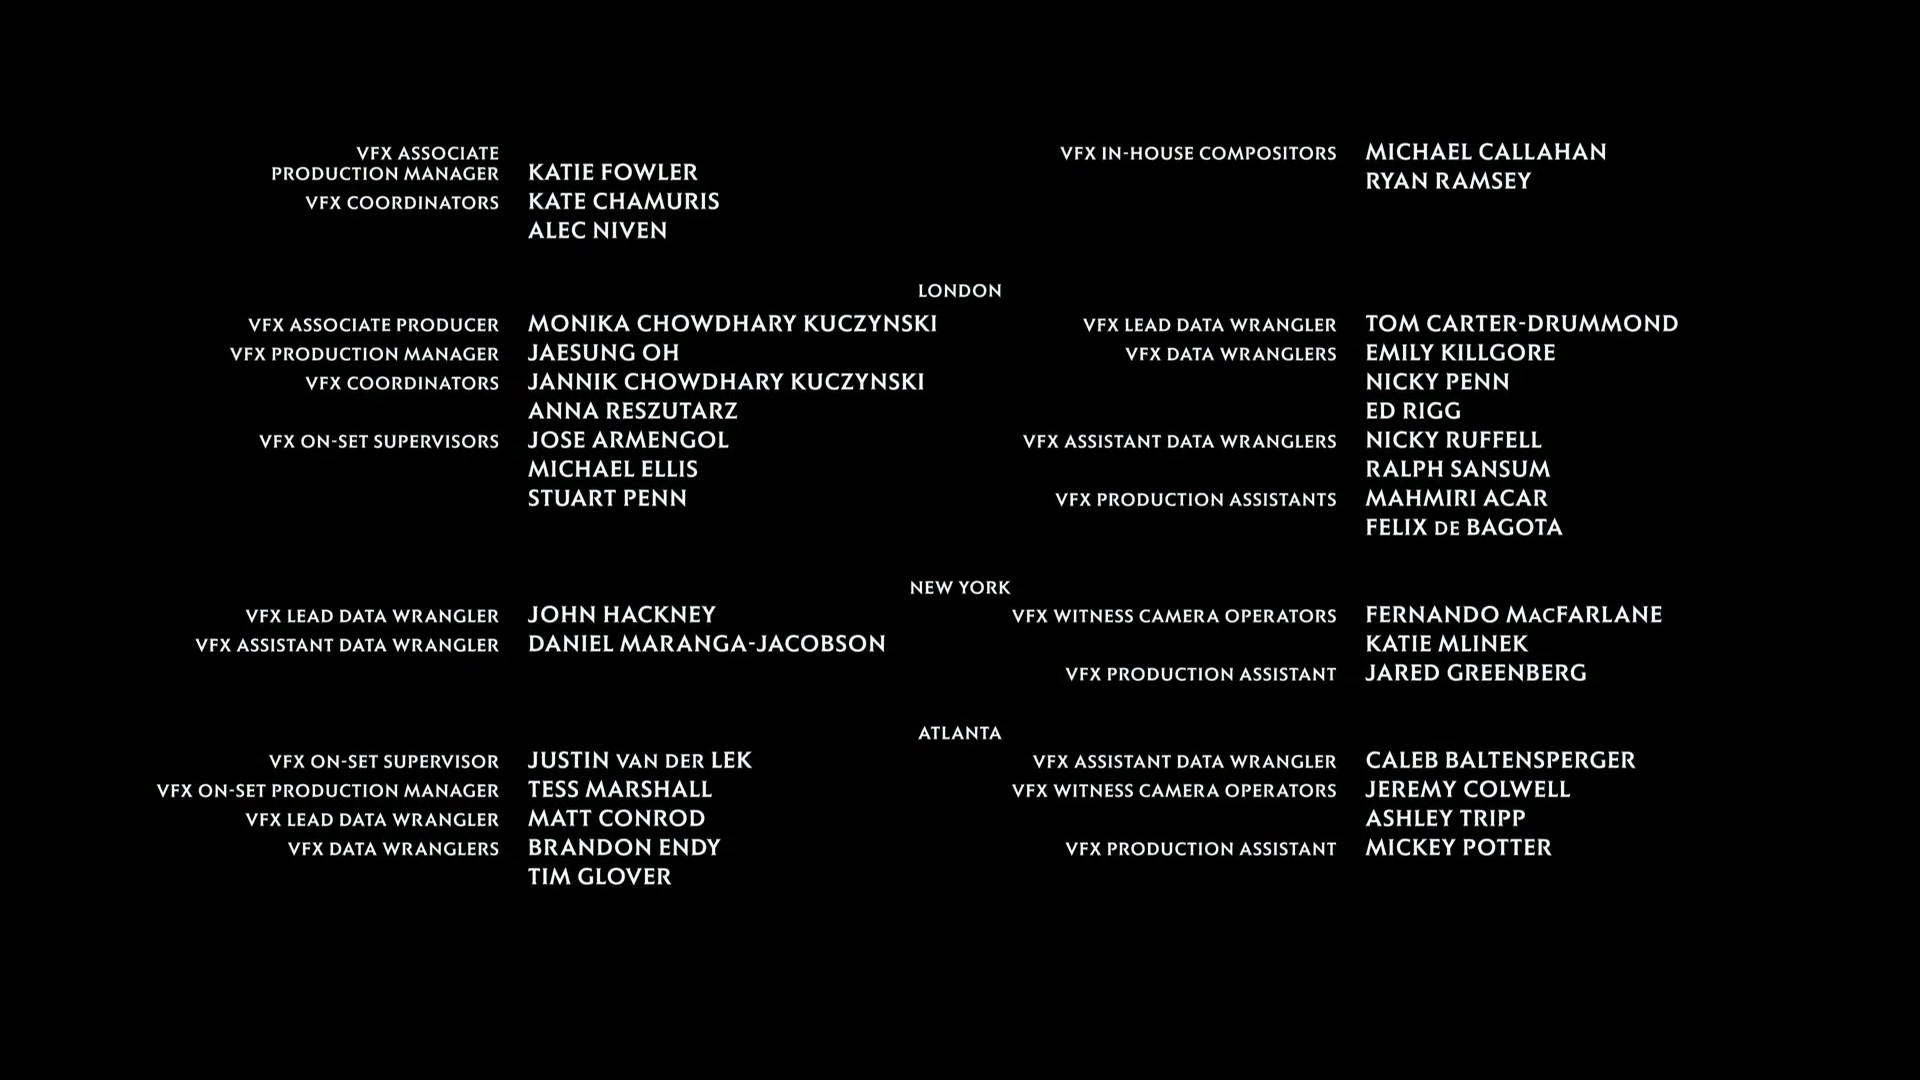 VFX ASSOCIATE
PRODUCTION MANAGER KATIE FOWLER
VFX COORDINATORS KATE CHAMURIS
ALEC NIVEN
VFX IN-HOUSE COMPOSITORS MICHAEL CALLAHAN
RYAN RAMSEY
LONDON
VFX ASSOCIATE PRODUCER MONIKA CHOWDHARY KUCZYNSKI
VFX PRODUCTION MANAGER JAESUNG OH
VFX COORDINATORS JANNIK CHOWDHARY KUCZYNSKI
ANNA RESZUTARZ
VFX ON-SET SUPERVISORS JOSE ARMENGOL
MICHAEL ELLIS
STUART PENN
VFX LEAD DATA WRANGLER TOM CARTER-DRUMMOND
VFX DATA WRANGLERS EMILY KILLGORE
NICKY PENN
ED RIGG
VFX ASSISTANT DATA WRANGLERS NICKY RUFFELL
RALPH SANSUM
VFX PRODUCTION ASSISTANTS MAHMIRI ACAR
FELIX DE BAGOTA
NEW YORK
VFX LEAD DATA WRANGLER JOHN HACKNEY
VFX ASSISTANT DATA WRANGLER DANIEL MARANGA-JACOBSON
VFX WITNESS CAMERA OPERATORS FERNANDO MACFARLANE
KATIE MLINEK
VFX PRODUCTION ASSISTANT JARED GREENBERG
ATLANTA
VFX ON-SET SUPERVISOR JUSTIN VAN DER LEK
VFX ON-SET PRODUCTION MANAGER TESS MARSHALL
VFX LEAD DATA WRANGLER MATT CONROD
VFX DATA WRANGLERS BRANDON ENDY
TIM GLOVER
VFX ASSISTANT DATA WRANGLER CALEB BALTENSPERGER
VFX WITNESS CAMERA OPERATORS JEREMY COLWELL
ASHLEY TRIPP
VFX PRODUCTION ASSISTANT MICKEY POTTER